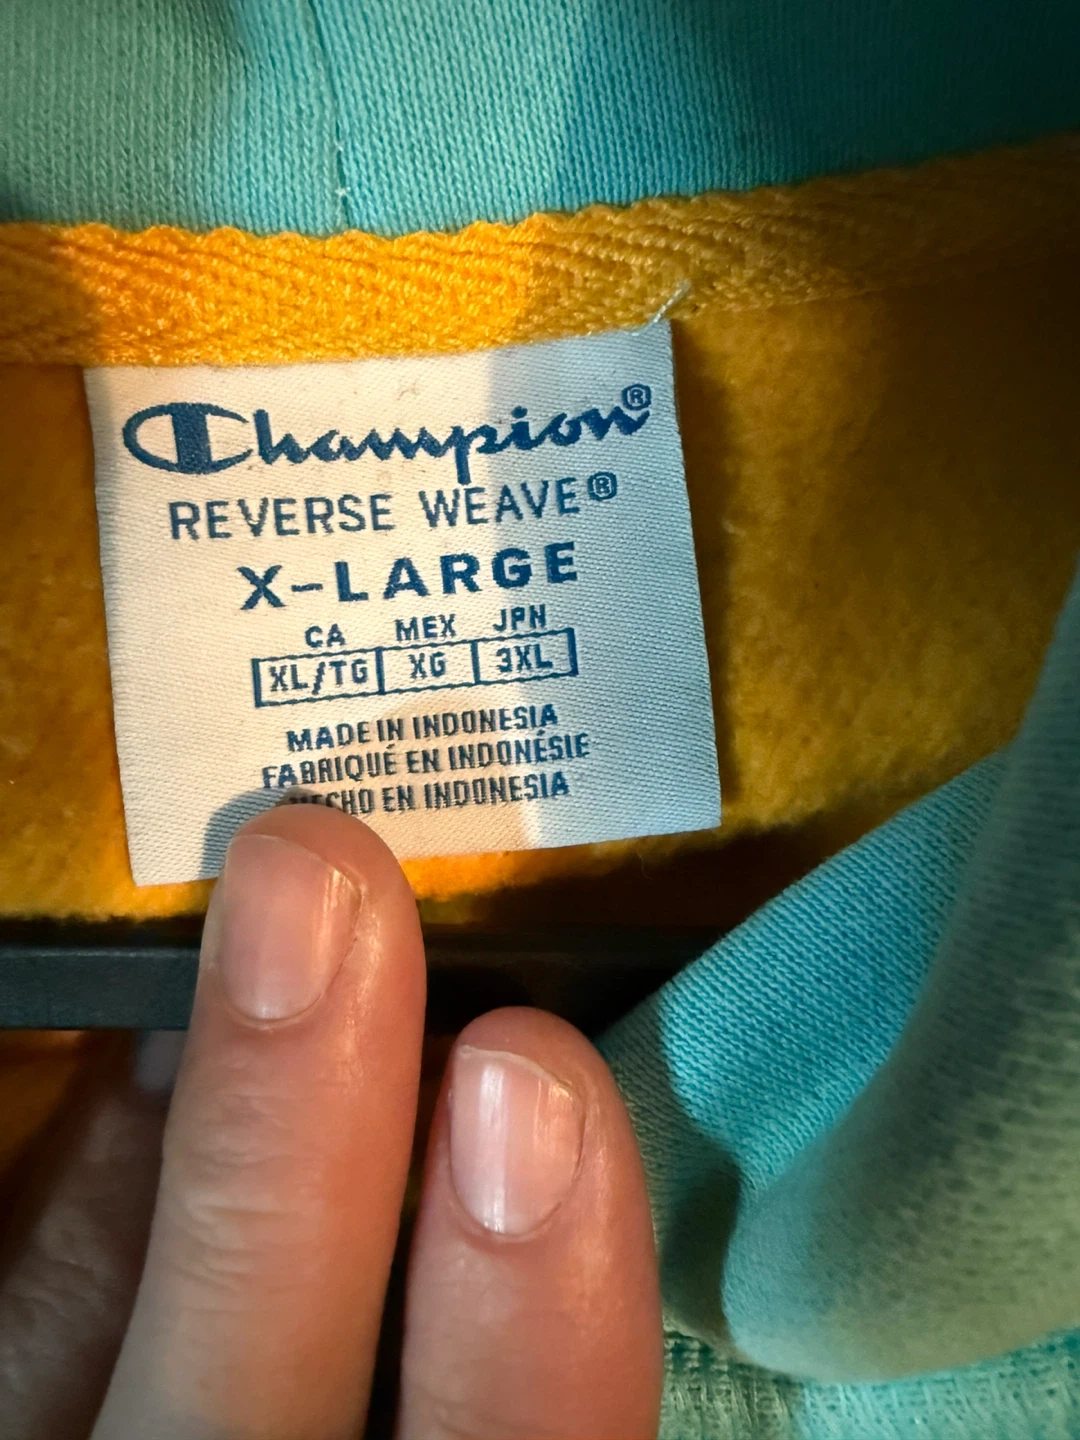 Champion®
REVERSE WEAVE®
X-LARGE
CA MEX JPN
XL/TG XG 3XL
MADE IN INDONESIA
FABRIQUÉ EN INDONÉSIE
HECHO EN INDONESIA